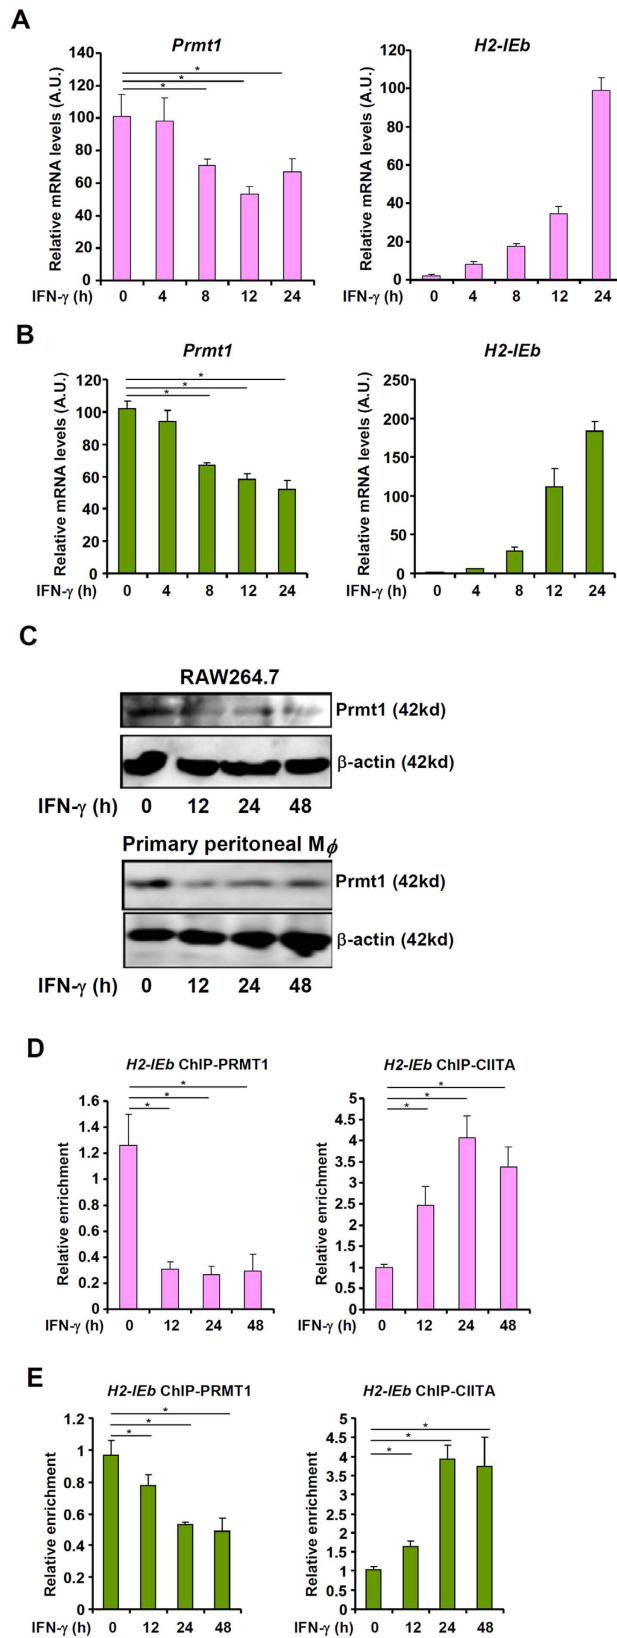 A
Prmt1
Relative mRNA levels (A.U.)
140
120
100
80
60
40
20
0
*
*
*
IFN-γ (h) 0 4 8 12 24
H2-IEb
Relative mRNA levels (A.U.)
120
100
80
60
40
20
0
IFN-γ (h) 0 4 8 12 24
B
Prmt1
Relative mRNA levels (A.U.)
120
100
80
60
40
20
0
*
*
*
IFN-γ (h) 0 4 8 12 24
H2-IEb
Relative mRNA levels (A.U.)
250
200
150
100
50
0
IFN-γ (h) 0 4 8 12 24
C
RAW264.7
Prmt1 (42kd)
β-actin (42kd)
IFN-γ (h) 0 12 24 48
Primary peritoneal Mϕ
Prmt1 (42kd)
β-actin (42kd)
IFN-γ (h) 0 12 24 48
D
H2-IEb ChIP-PRMT1
Relative enrichment
1.6
1.4
1.2
1
0.8
0.6
0.4
0.2
0
*
*
*
IFN-γ (h) 0 12 24 48
H2-IEb ChIP-CIITA
Relative enrichment
5
4.5
4
3.5
3
2.5
2
1.5
1
0.5
0
*
*
*
IFN-γ (h) 0 12 24 48
E
H2-IEb ChIP-PRMT1
Relative enrichment
1.2
1
0.8
0.6
0.4
0.2
0
*
*
*
IFN-γ (h) 0 12 24 48
H2-IEb ChIP-CIITA
Relative enrichment
5
4.5
4
3.5
3
2.5
2
1.5
1
0.5
0
*
*
*
IFN-γ (h) 0 12 24 48